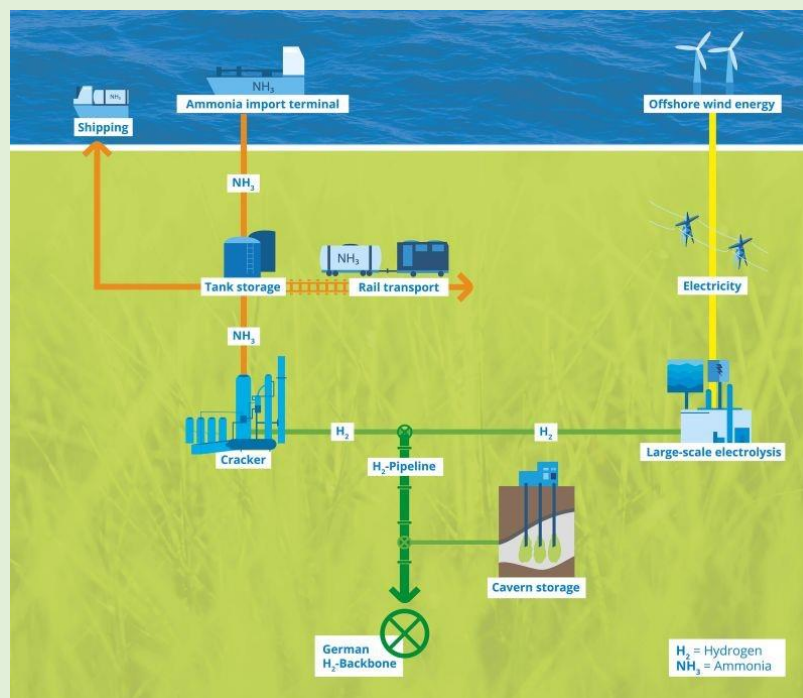 NH₃
NH₃
Shipping
Ammonia import terminal
Offshore wind energy
NH₃
NH₃
Tank storage
Rail transport
Electricity
NH₃
H₂
H₂
Cracker
H₂-Pipeline
Large-scale electrolysis
Cavern storage
German
H₂-Backbone
H₂ = Hydrogen
NH₃ = Ammonia